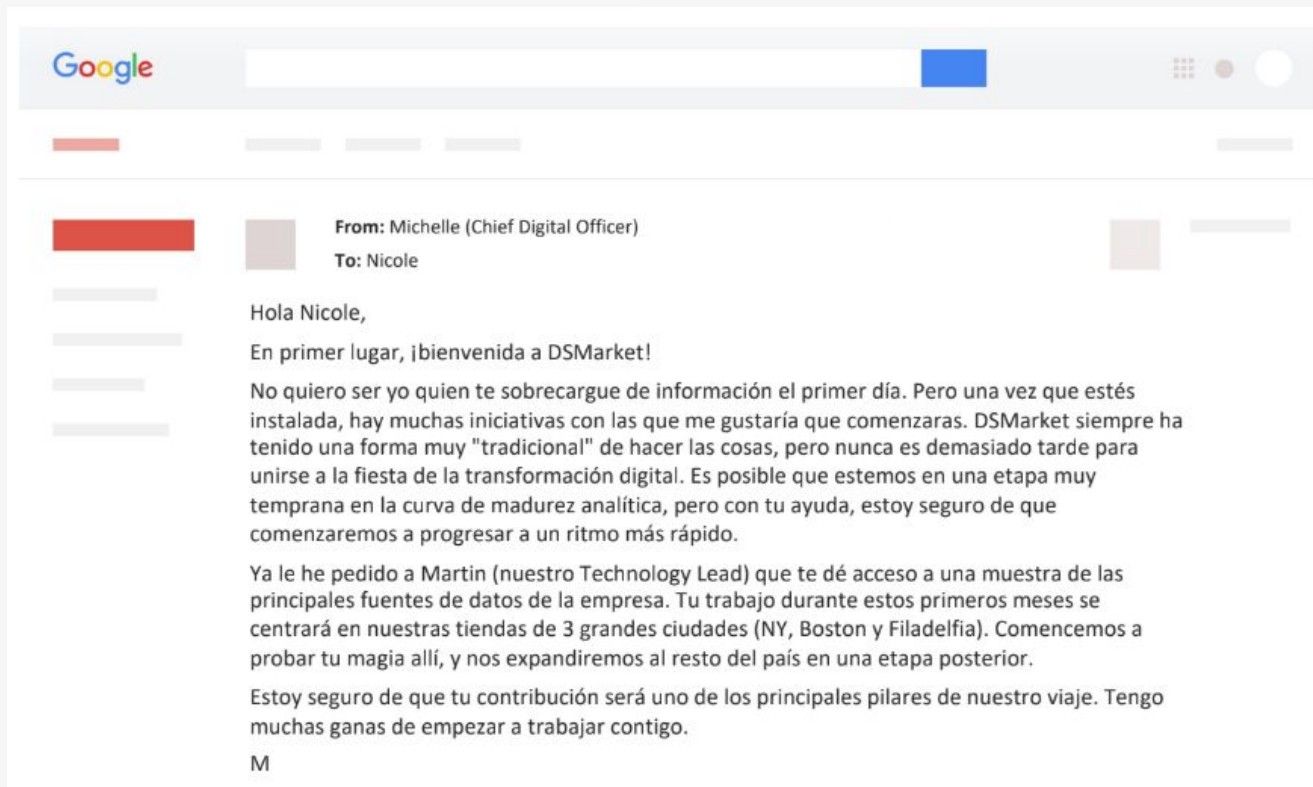 Google
From: Michelle (Chief Digital Officer)
To: Nicole
Hola Nicole,
En primer lugar, ¡bienvenida a DSMarket!
No quiero ser yo quien te sobrecargue de información el primer día. Pero una vez que estés
instalada, hay muchas iniciativas con las que me gustaría que comenzaras. DSMarket siempre ha
tenido una forma muy "tradicional" de hacer las cosas, pero nunca es demasiado tarde para
unirse a la fiesta de la transformación digital. Es posible que estemos en una etapa muy
temprana en la curva de madurez analítica, pero con tu ayuda, estoy seguro de que
comenzaremos a progresar a un ritmo más rápido.
Ya le he pedido a Martin (nuestro Technology Lead) que te dé acceso a una muestra de las
principales fuentes de datos de la empresa. Tu trabajo durante estos primeros meses se
centrará en nuestras tiendas de 3 grandes ciudades (NY, Boston y Filadelfia). Comencemos a
probar tu magia allí, y nos expandiremos al resto del país en una etapa posterior.
Estoy seguro de que tu contribución será uno de los principales pilares de nuestro viaje. Tengo
muchas ganas de empezar a trabajar contigo.
M